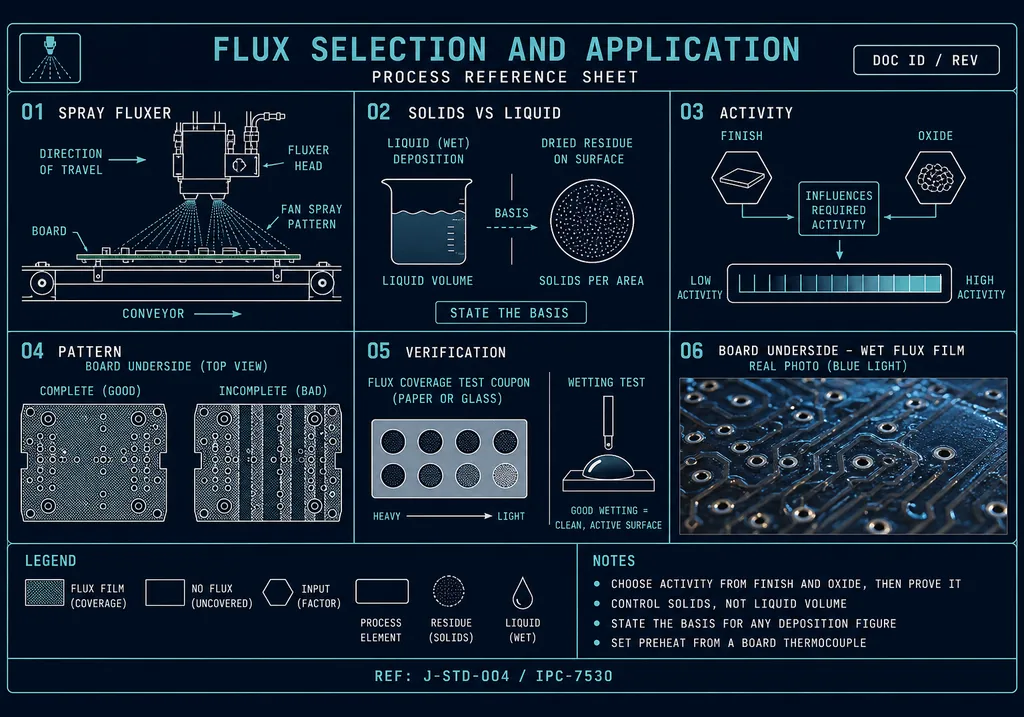 FLUX SELECTION AND APPLICATION
PROCESS REFERENCE SHEET
DOC ID / REV
01 SPRAY FLUXER
DIRECTION
OF TRAVEL
FLUXER
HEAD
FAN SPRAY
PATTERN
BOARD
CONVEYOR
02 SOLIDS VS LIQUID
LIQUID (WET)
DEPOSITION
DRIED RESIDUE
ON SURFACE
BASIS
LIQUID VOLUME
SOLIDS PER AREA
STATE THE BASIS
03 ACTIVITY
FINISH
OXIDE
INFLUENCES
REQUIRED
ACTIVITY
LOW
ACTIVITY
HIGH
ACTIVITY
04 PATTERN
BOARD UNDERSIDE (TOP VIEW)
COMPLETE (GOOD)
INCOMPLETE (BAD)
05 VERIFICATION
FLUX COVERAGE TEST COUPON
(PAPER OR GLASS)
HEAVY
LIGHT
WETTING TEST
GOOD WETTING =
CLEAN, ACTIVE SURFACE
06 BOARD UNDERSIDE – WET FLUX FILM
REAL PHOTO (BLUE LIGHT)
LEGEND
FLUX FILM
(COVERAGE)
NO FLUX
(UNCOVERED)
INPUT
(FACTOR)
PROCESS
ELEMENT
RESIDUE
(SOLIDS)
LIQUID
(WET)
NOTES
• CHOOSE ACTIVITY FROM FINISH AND OXIDE, THEN PROVE IT
• CONTROL SOLIDS, NOT LIQUID VOLUME
• STATE THE BASIS FOR ANY DEPOSITION FIGURE
• SET PREHEAT FROM A BOARD THERMOCOUPLE
REF: J-STD-004 / IPC-7530